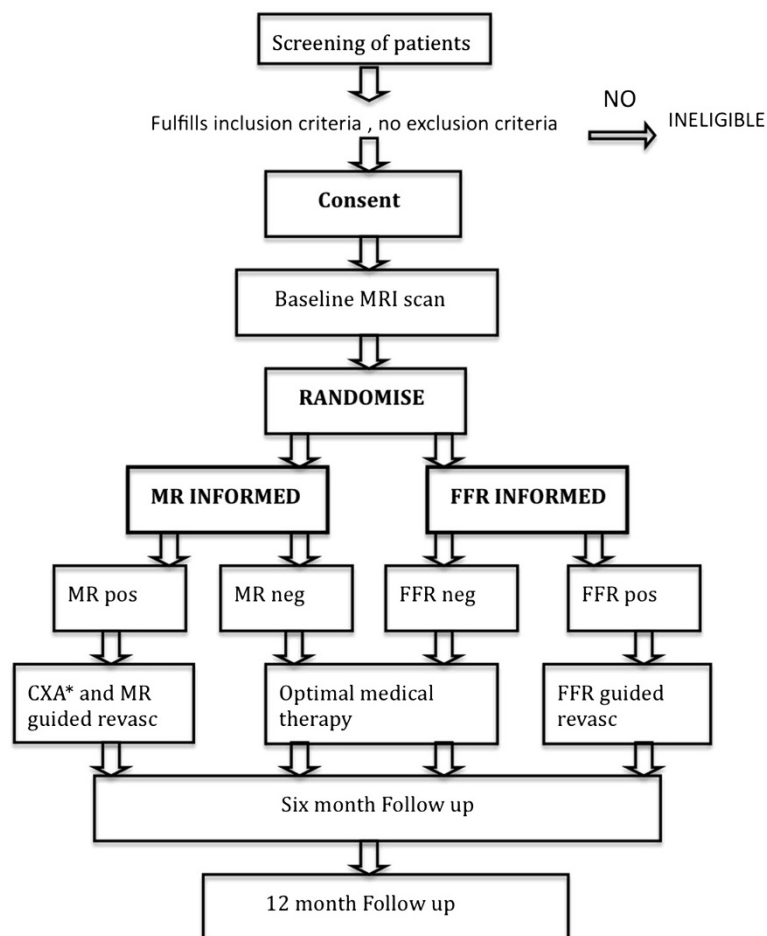 Screening of patients
NO
Fulfills inclusion criteria , no exclusion criteria
INELIGIBLE
Consent
Baseline MRI scan
RANDOMISE
MR INFORMED
FFR INFORMED
MR pos
MR neg
FFR neg
FFR pos
CXA* and MR
guided revasc
Optimal medical
therapy
FFR guided
revasc
Six month Follow up
12 month Follow up